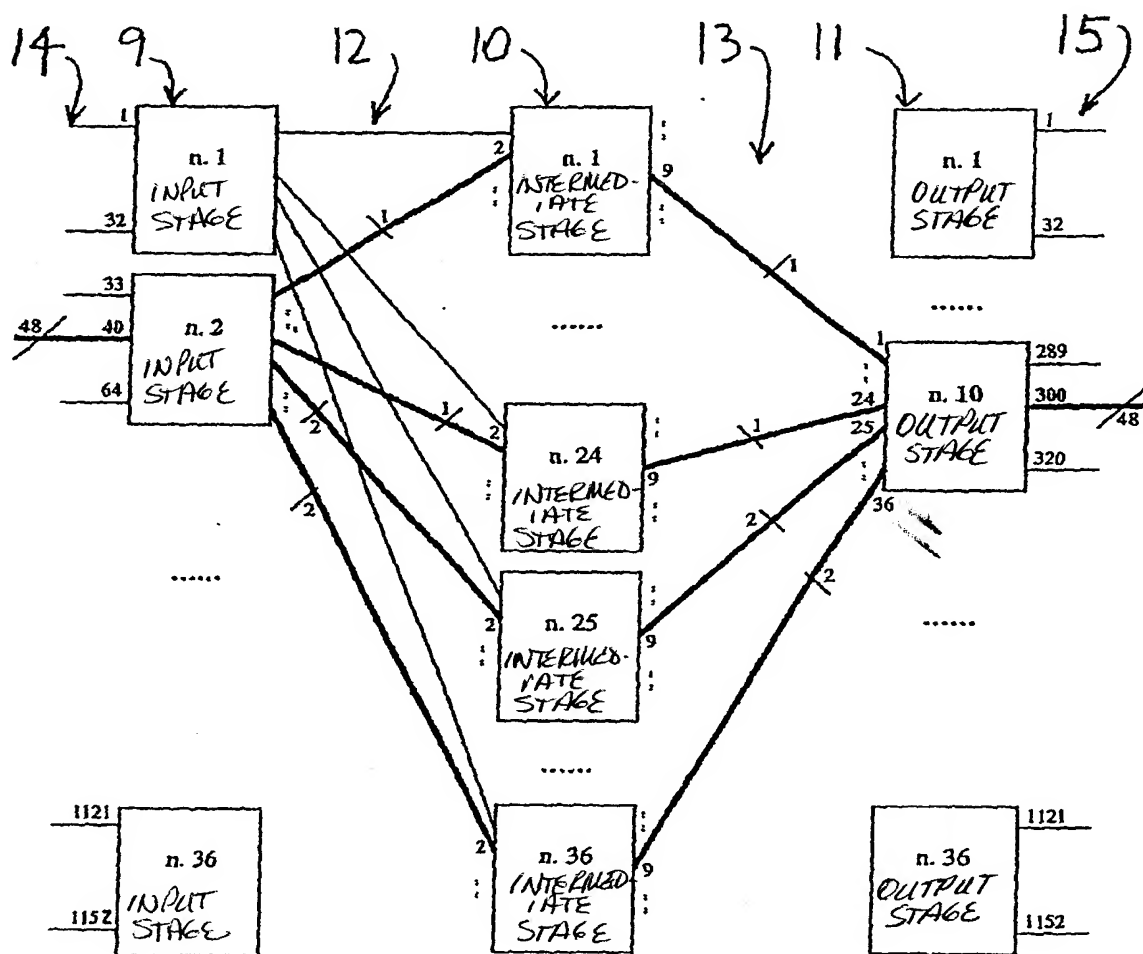 14 9 12 10 13 11 15
1
n. 1
INPUT
STAGE
32
2
n. 1
INTERMED-
IATE
STAGE
9
n. 1
OUTPUT
STAGE
1
32
33
48 40
64
n. 2
INPUT
STAGE
1
1
2
2
......
......
1
1
2
2
2
n. 24
INTERMED-
IATE
STAGE
9
1
24
25
36
n. 10
OUTPUT
STAGE
289
300
48
320
......
2
n. 25
INTERMED-
IATE
STAGE
9
......
......
1121
n. 36
INPUT
STAGE
1152
2
n. 36
INTERMED-
IATE
STAGE
9
n. 36
OUTPUT
STAGE
1121
1152